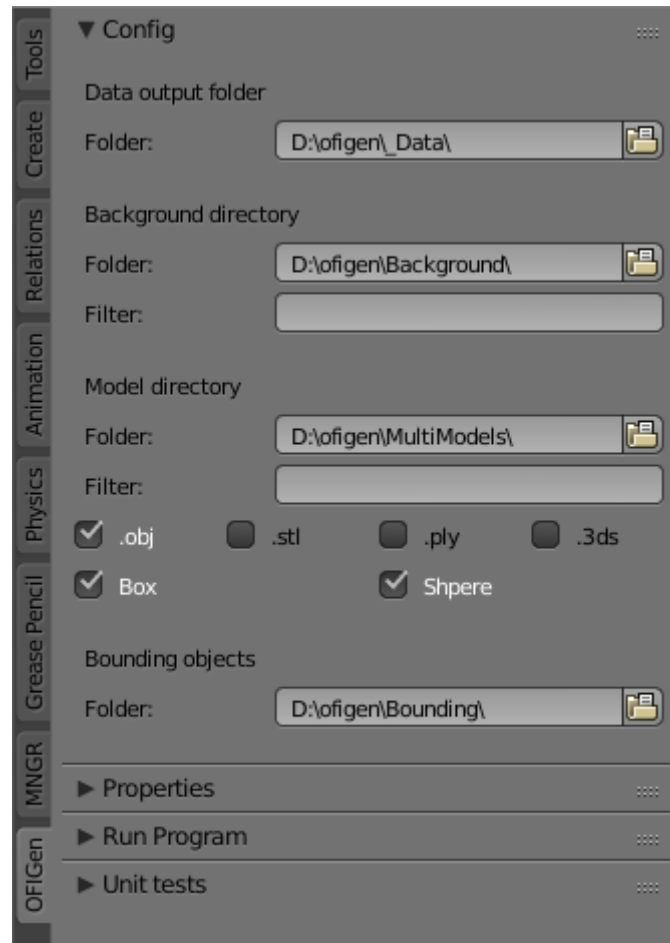 Tools
Create
Relations
Animation
Physics
Grease Pencil
MNGR
OFIGen
Config
Data output folder
Folder: D:\ofigen\_Data\
Background directory
Folder: D:\ofigen\Background\
Filter:
Model directory
Folder: D:\ofigen\MultiModels\
Filter:
.obj .stl .ply .3ds
Box Shpere
Bounding objects
Folder: D:\ofigen\Bounding\
Properties
Run Program
Unit tests